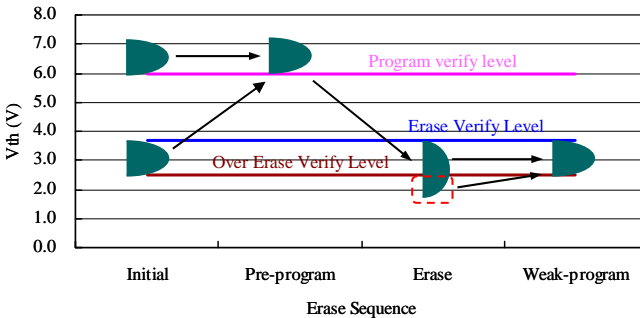 8.0
7.0
6.0
5.0
4.0
3.0
2.0
1.0
0.0
Vth (V)
Program verify level
Erase Verify Level
Over Erase Verify Level
Initial
Pre-program
Erase
Weak-program
Erase Sequence